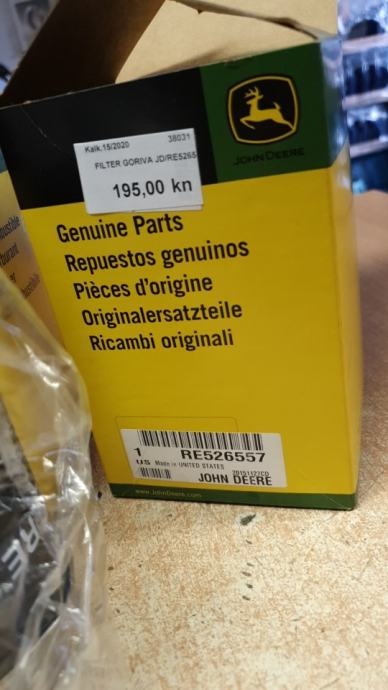 Kalk.15/2020 38031
FILTER GORIVA JD/RE5265
195,00 kn
JOHN DEERE
Genuine Parts
Repuestos genuinos
Pièces d'origine
Originalersatzteile
Ricambi originali
1 RE526557
US Made in UNITED STATES 20151127CD
JOHN DEERE
www.JohnDeere.com